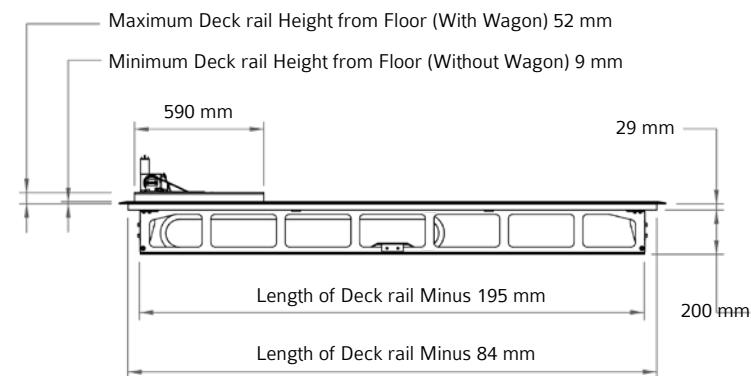 Maximum Deck rail Height from Floor (With Wagon) 52 mm
Minimum Deck rail Height from Floor (Without Wagon) 9 mm
590 mm
29 mm
Length of Deck rail Minus 195 mm
200 mm
Length of Deck rail Minus 84 mm